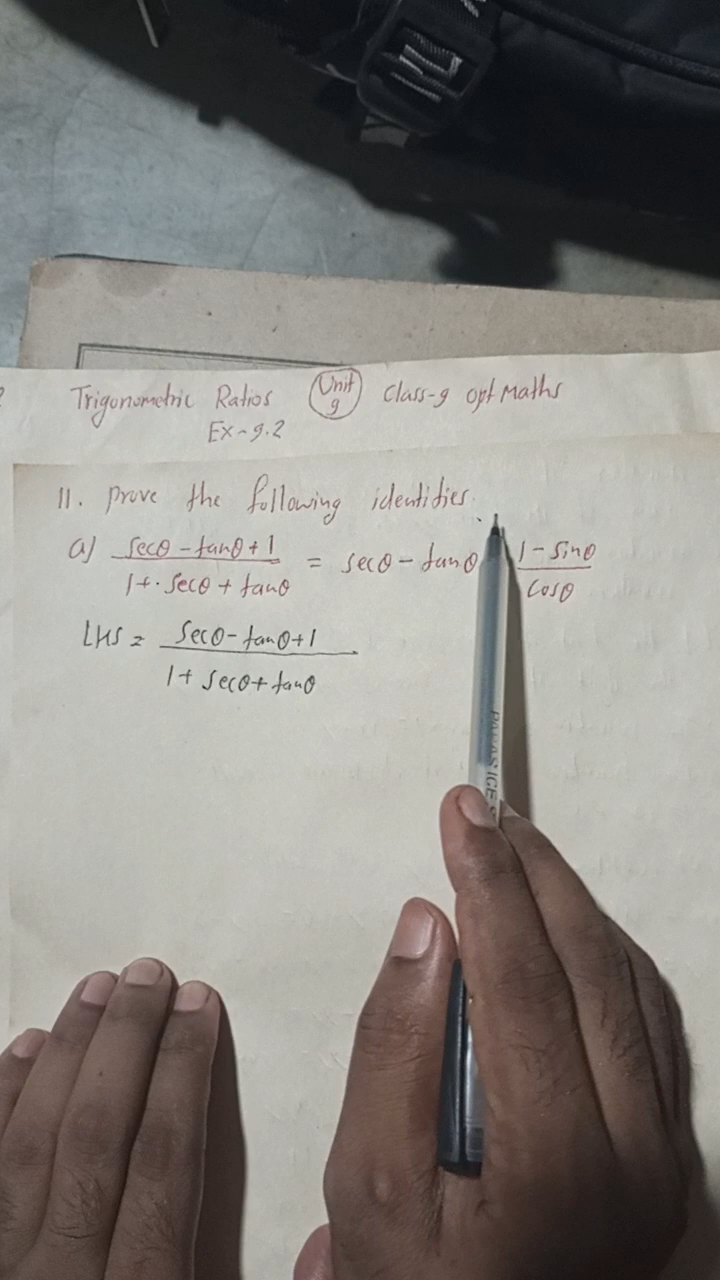 Trigonometric Ratios Unit 9 Class-9 opt Maths
Ex-9.2
11. prove the following identities.
a) secθ-tanθ+1 / 1+.secθ+tanθ = secθ-tanθ 1-sinθ / cosθ
LHS = secθ-tanθ+1 / 1+secθ+tanθ